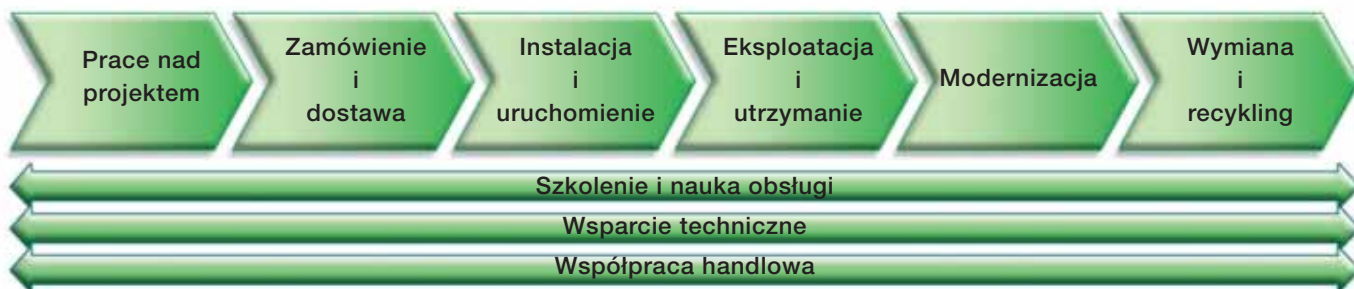 Prace nad
projektem
Zamówienie
i
dostawa
Instalacja
i
uruchomienie
Eksploatacja
i
utrzymanie
Modernizacja
Wymiana
i
recykling
Szkolenie i nauka obsługi
Wsparcie techniczne
Współpraca handlowa